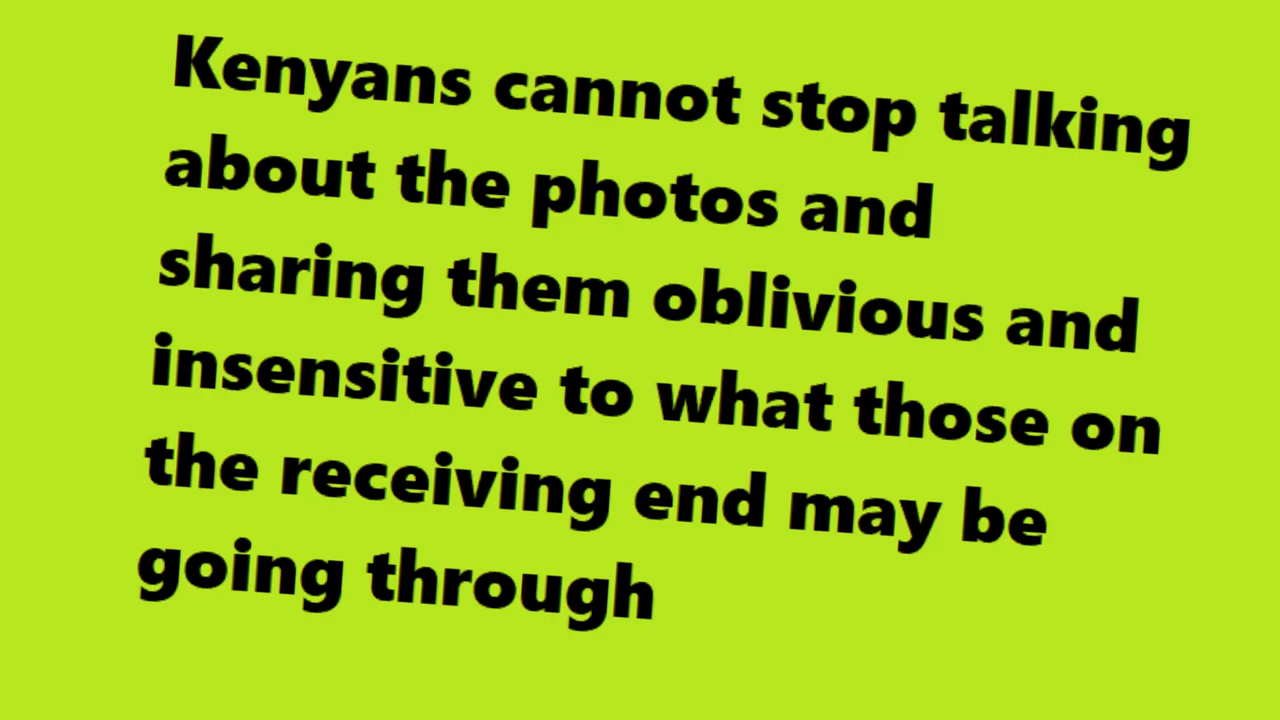 Kenyans cannot stop talking
about the photos and
sharing them oblivious and
insensitive to what those on
the receiving end may be
going through